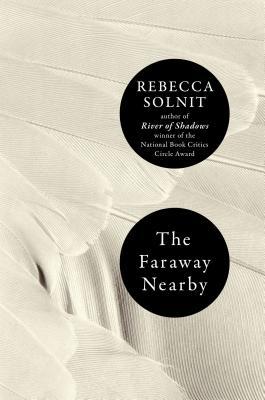 REBECCA
SOLNIT
author of
River of Shadows
winner of the
National Book Critics
Circle Award
The
Faraway
Nearby